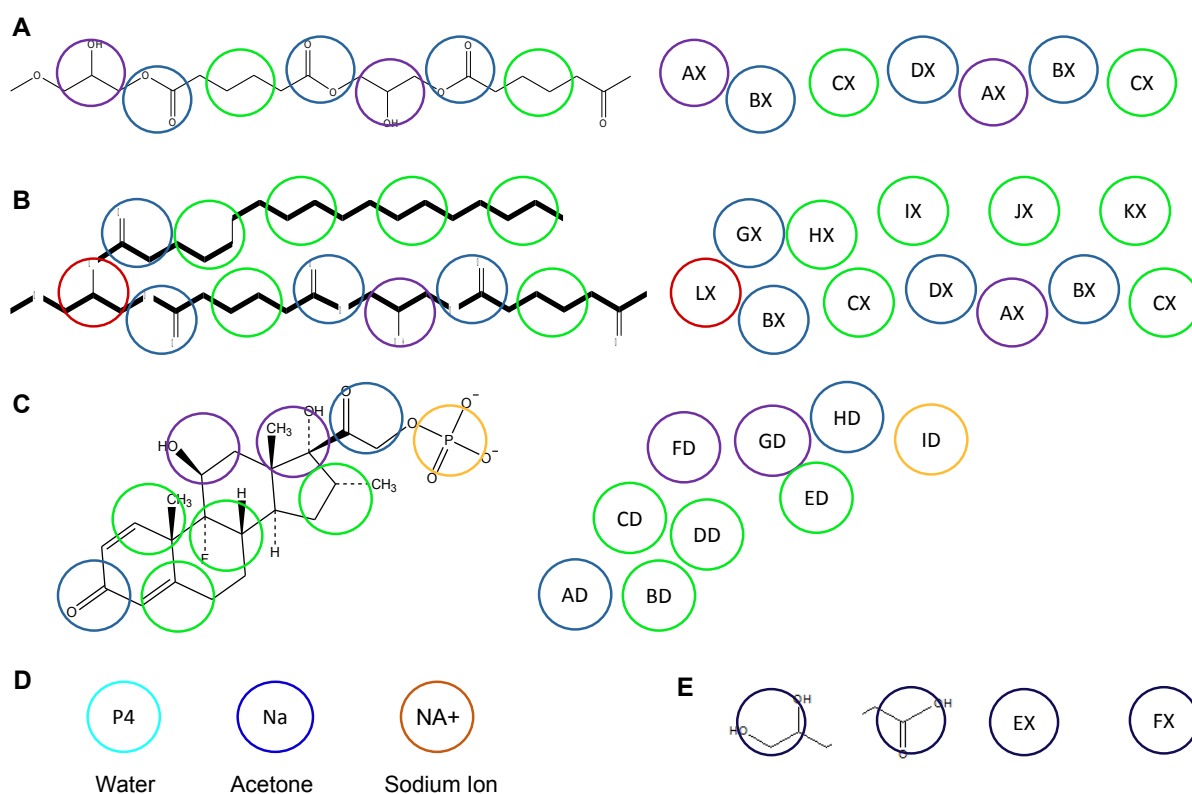 A
OH
O
O
O
O
O
O
O
OH
O
AX
BX
CX
DX
AX
BX
CX
B
GX
HX
IX
JX
KX
LX
BX
CX
DX
AX
BX
CX
C
O
OH
O
O⁻
P
O⁻
O
CH₃
HO
CH₃
CH₃
H
F
H
O
FD
GD
HD
ID
ED
CD
DD
AD
BD
D
P4
Na
NA+
Water
Acetone
Sodium Ion
E
OH
HO
OH
O
EX
FX